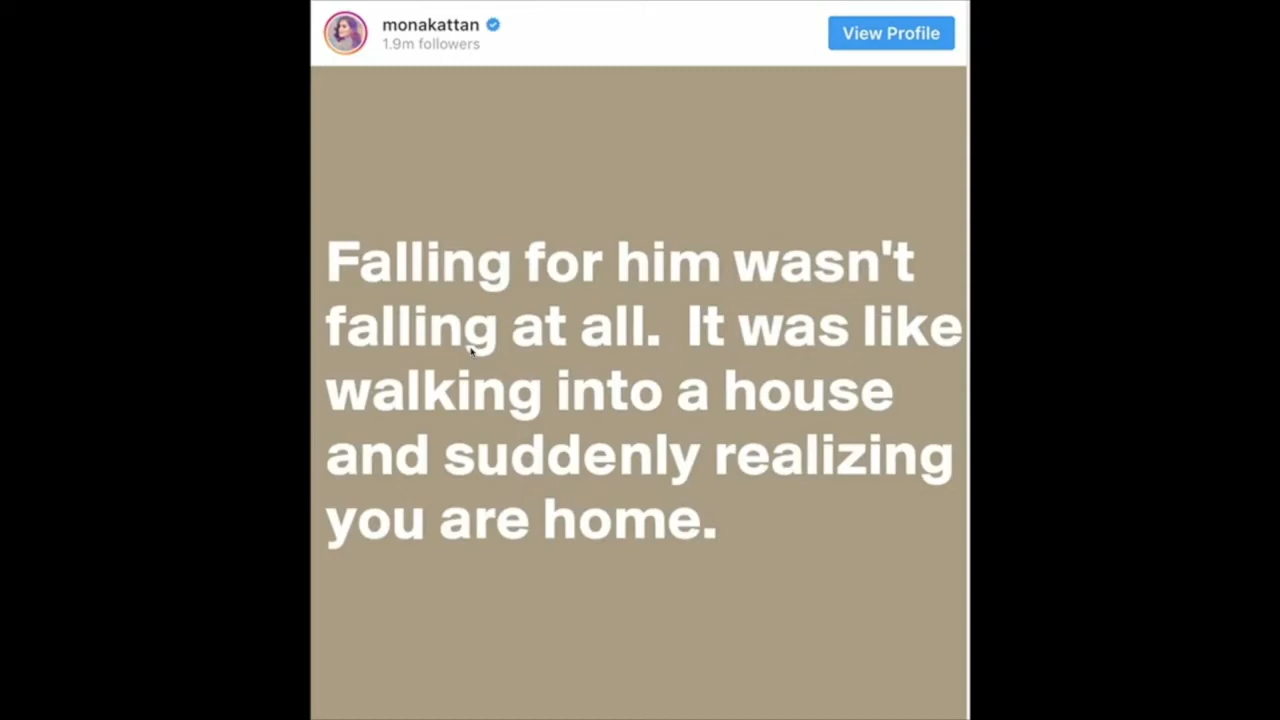 monakattan
1.9m followers
View Profile
Falling for him wasn't
falling at all.  It was like
walking into a house
and suddenly realizing
you are home.